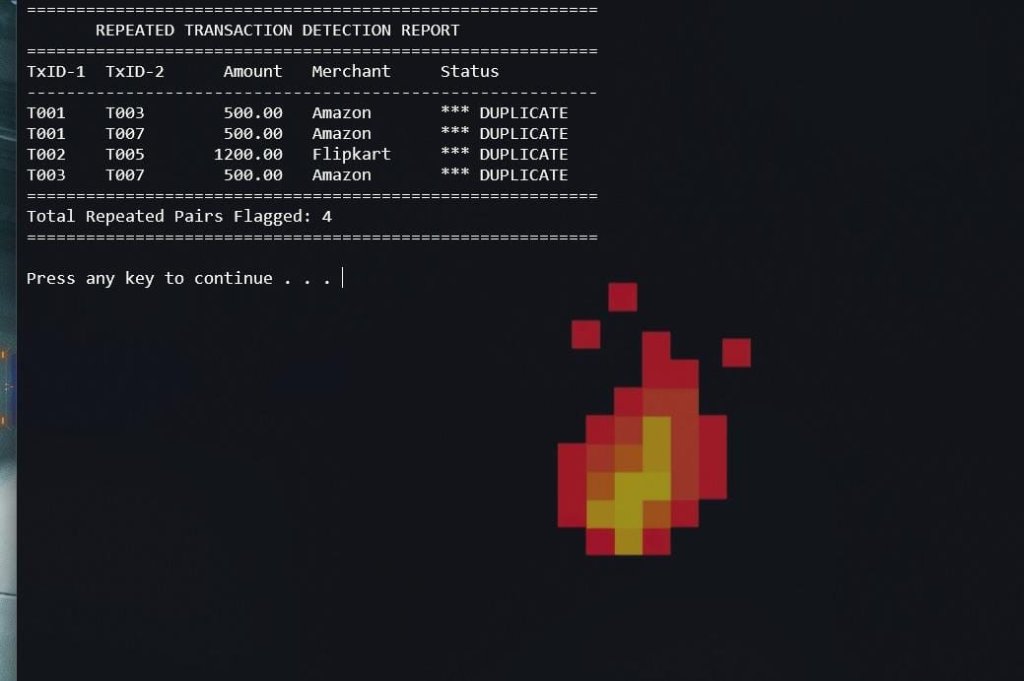 ==========================================================
       REPEATED TRANSACTION DETECTION REPORT
==========================================================
TxID-1  TxID-2      Amount   Merchant     Status
----------------------------------------------------------
T001    T003        500.00   Amazon       *** DUPLICATE
T001    T007        500.00   Amazon       *** DUPLICATE
T002    T005       1200.00   Flipkart     *** DUPLICATE
T003    T007        500.00   Amazon       *** DUPLICATE
==========================================================
Total Repeated Pairs Flagged: 4
==========================================================
Press any key to continue . . .